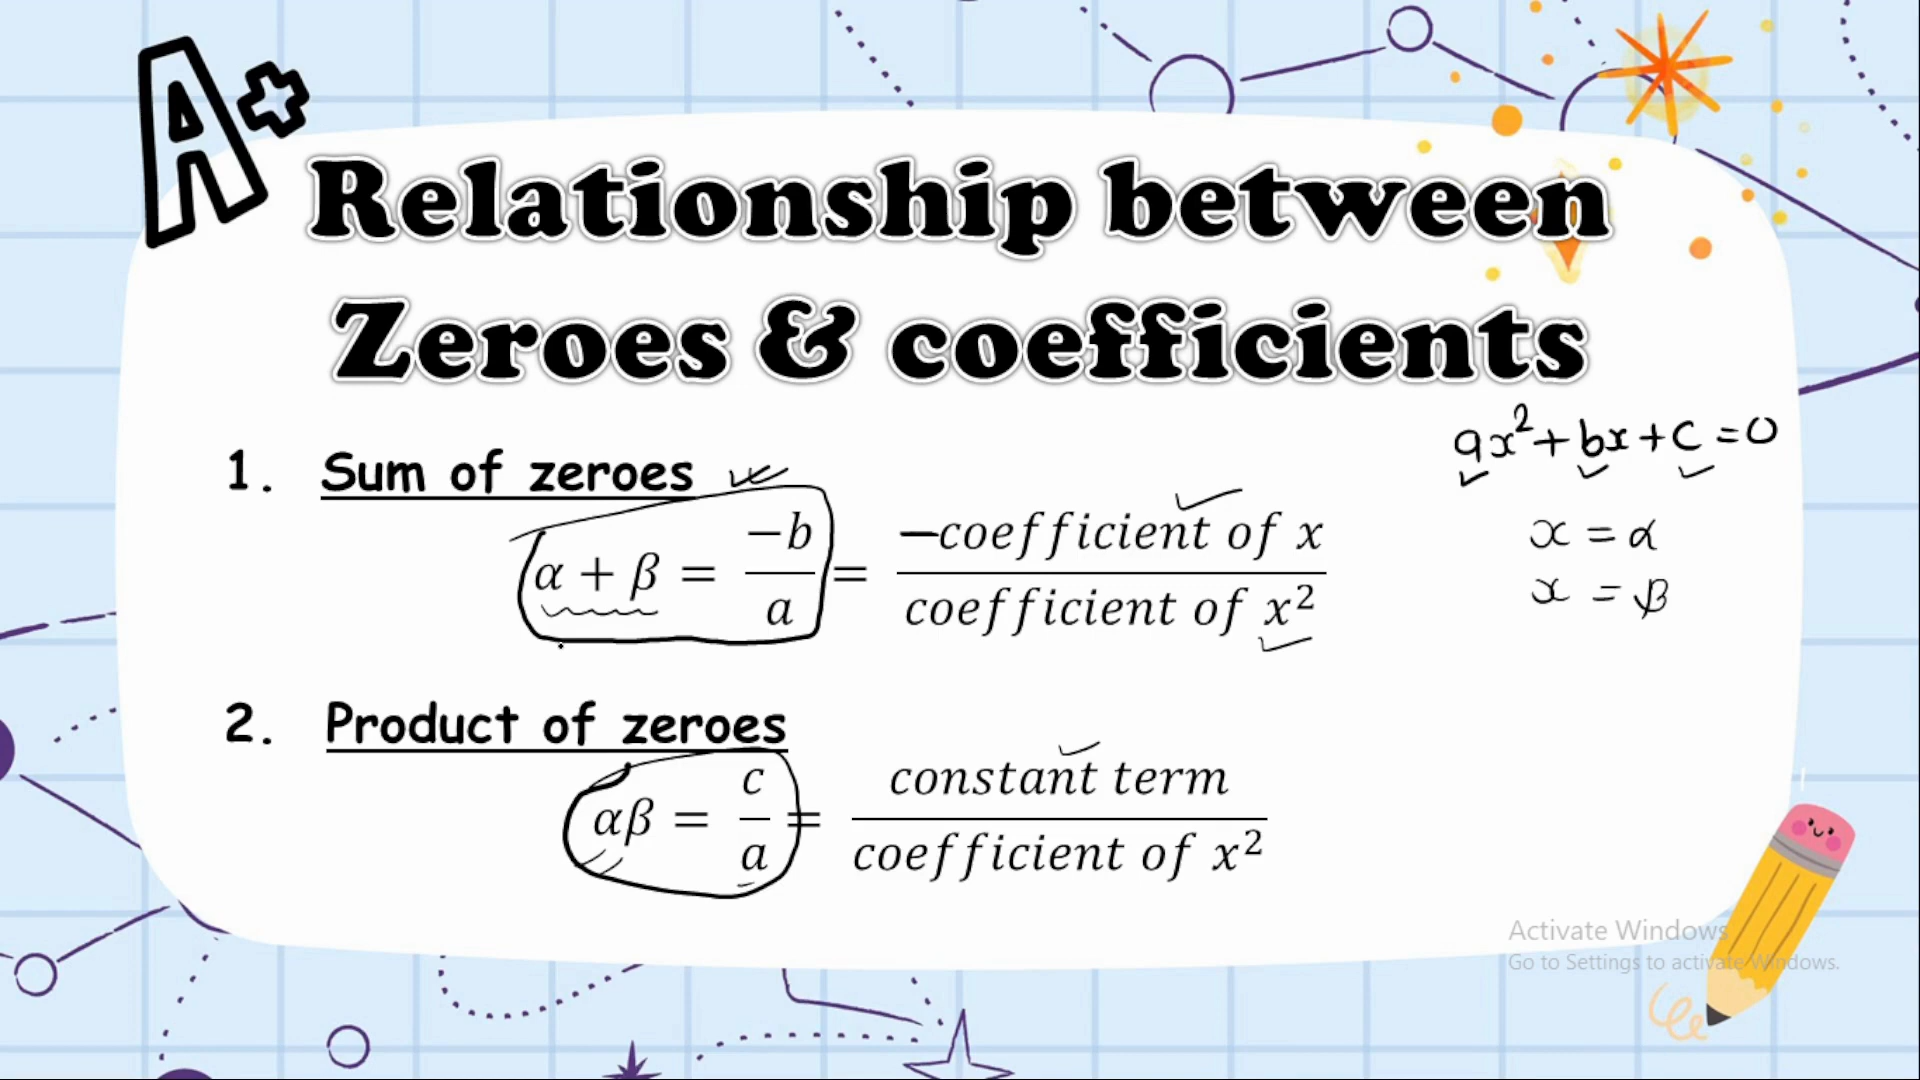 A+
Relationship between
Zeroes & coefficients
ax²+bx+c=0
1. Sum of zeroes
α + β = −b/a = −coefficient of x/coefficient of x²
x = α
x = β
2. Product of zeroes
αβ = c/a = constant term/coefficient of x²
Activate Windows
Go to Settings to activate Windows.